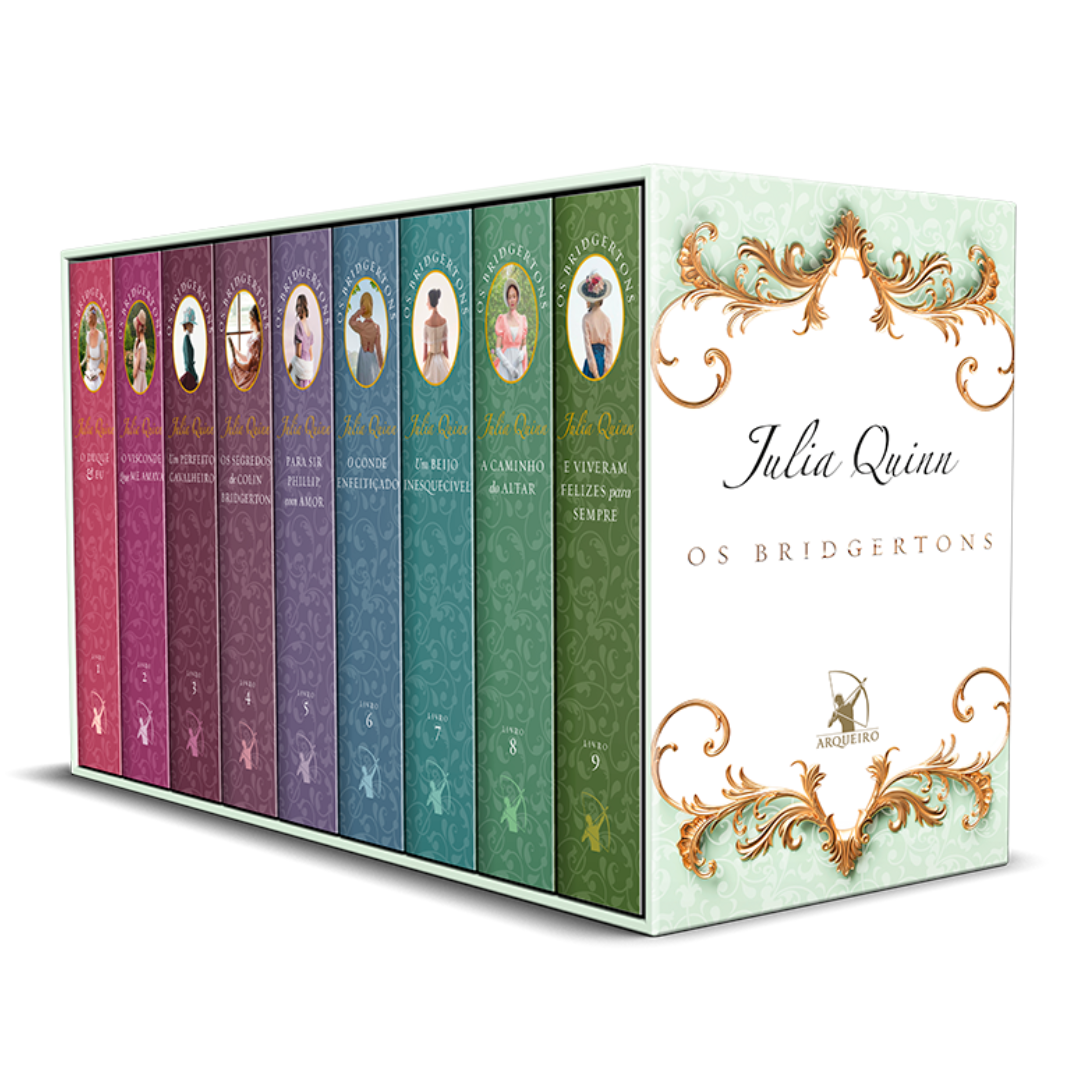 OS BRIDGERTONS
Julia Quinn
O DUQUE
& EU
LIVRO
1
OS BRIDGERTONS
Julia Quinn
O VISCONDE
que ME AMAVA
LIVRO
2
OS BRIDGERTONS
Julia Quinn
Um PERFEITO
CAVALHEIRO
LIVRO
3
OS BRIDGERTONS
Julia Quinn
OS SEGREDOS
de COLIN
BRIDGERTON
LIVRO
4
OS BRIDGERTONS
Julia Quinn
PARA SIR
PHILLIP,
com AMOR
LIVRO
5
OS BRIDGERTONS
Julia Quinn
O CONDE
ENFEITIÇADO
LIVRO
6
OS BRIDGERTONS
Julia Quinn
Um BEIJO
INESQUECÍVEL
LIVRO
7
OS BRIDGERTONS
Julia Quinn
A CAMINHO
do ALTAR
LIVRO
8
OS BRIDGERTONS
Julia Quinn
E VIVERAM
FELIZES para
SEMPRE
LIVRO
9
Julia Quinn
OS BRIDGERTONS
ARQUEIRO